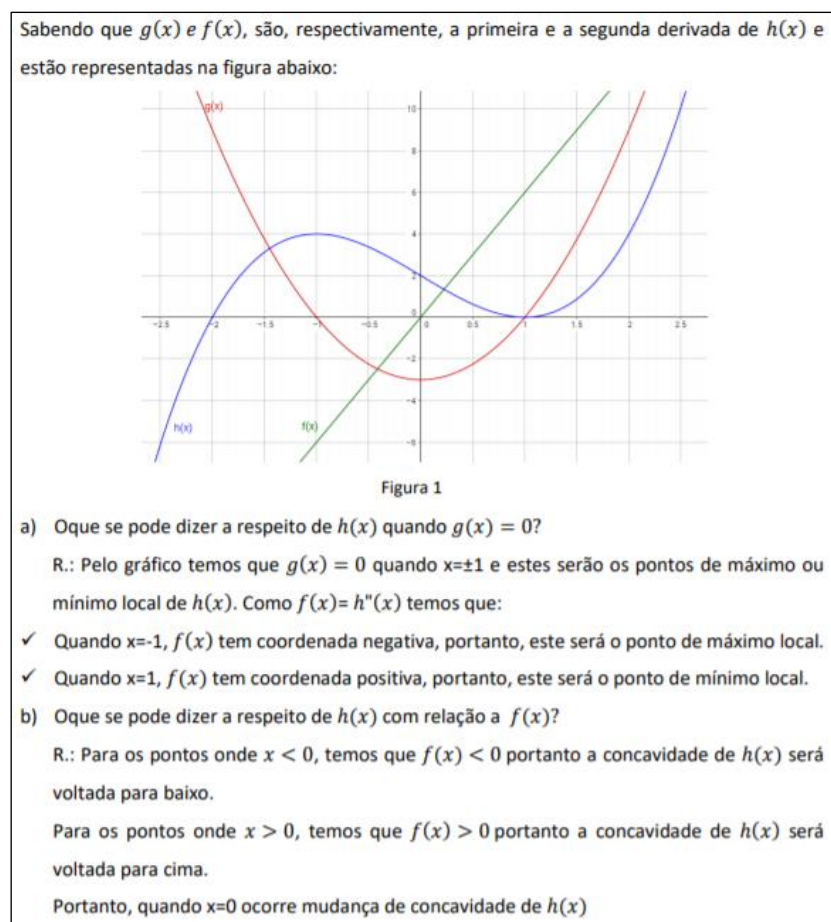 Sabendo que g(x) e f(x), são, respectivamente, a primeira e a segunda derivada de h(x) e
estão representadas na figura abaixo:
g(x)
10
8
6
4
2
0
-2.5 -2 -1.5 -1 -0.5 0 0.5 1 1.5 2 2.5
-2
-4
h(x) f(x)
-6
Figura 1
a) Oque se pode dizer a respeito de h(x) quando g(x) = 0?
R.: Pelo gráfico temos que g(x) = 0 quando x=±1 e estes serão os pontos de máximo ou
mínimo local de h(x). Como f(x)= h"(x) temos que:
✓ Quando x=-1, f(x) tem coordenada negativa, portanto, este será o ponto de máximo local.
✓ Quando x=1, f(x) tem coordenada positiva, portanto, este será o ponto de mínimo local.
b) Oque se pode dizer a respeito de h(x) com relação a f(x)?
R.: Para os pontos onde x < 0, temos que f(x) < 0 portanto a concavidade de h(x) será
voltada para baixo.
Para os pontos onde x > 0, temos que f(x) > 0 portanto a concavidade de h(x) será
voltada para cima.
Portanto, quando x=0 ocorre mudança de concavidade de h(x)